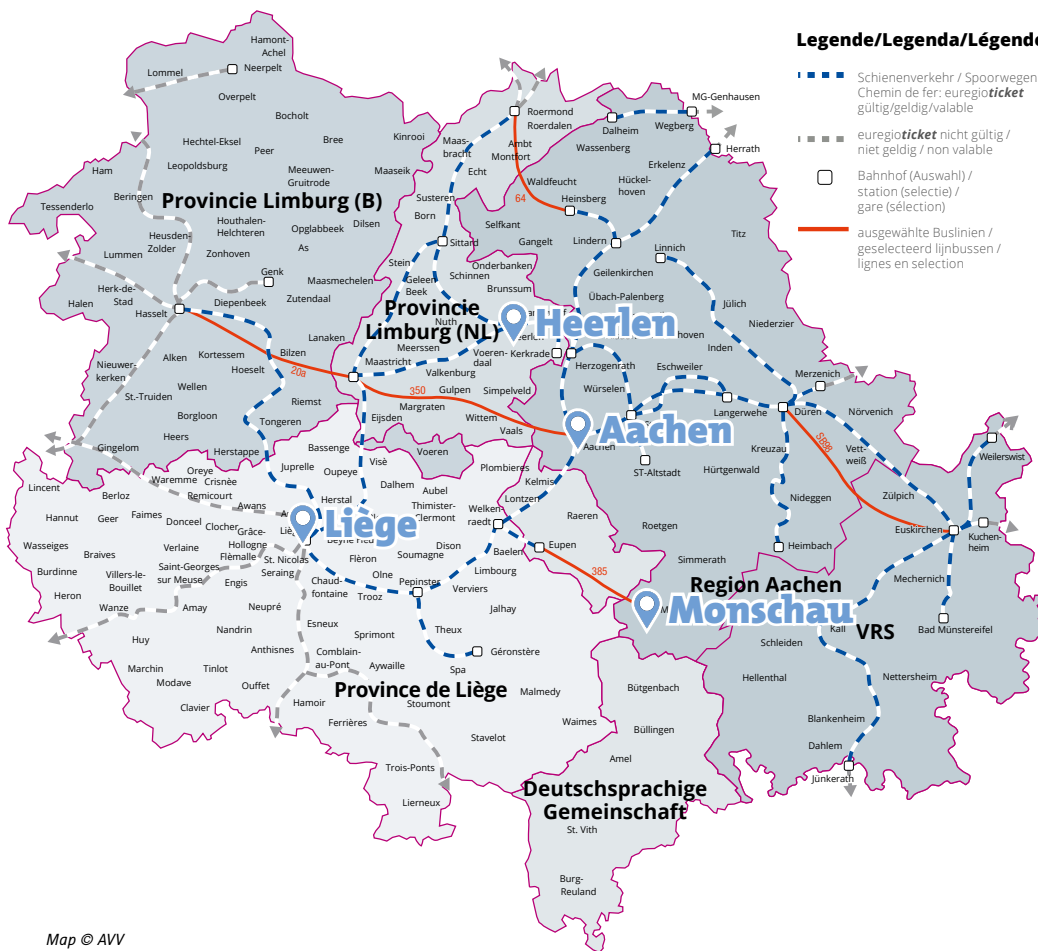 Legende/Legenda/Légende
Schienenverkehr / Spoorwegen
Chemin de fer: euregioticket
gültig/geldig/valable
euregioticket nicht gültig /
niet geldig / non valable
Bahnhof (Auswahl) /
station (selectie) /
gare (sélection)
ausgewählte Buslinien /
geselecteerd lijnbussen /
lignes en selection
Hamont-
Achel
Lommel
Neerpelt
Overpelt
Bocholt
Hechtel-Eksel
Bree
Kinrooi
Peer
Leopoldsburg
Ham
Meeuwen-
Gruitrode
Maaseik
Beringen
Provincie Limburg (B)
Tessenderlo
Houthalen-
Helchteren
Opglabbeek
Dilsen
Heusden-
Zolder
As
Lummen
Zonhoven
Genk
Maasmechelen
Herk-de-
Stad
Halen
Hasselt
Diepenbeek
Zutendaal
Lanaken
Alken
Kortessem
Bilzen
20a
Nieuwer-
kerken
Hoeselt
Wellen
St.-Truiden
Riemst
Borgloon
Tongeren
Heers
Gingelom
Herstappe
Roermond
Roerdalen
Maas-
bracht
Ambt
Montfort
Echt
Susteren
Born
Sittard
Stein
Geleen
Beek
Schinnen
Onderbanken
Brunssum
Provincie
Limburg (NL)
Nuth
Heerlen
Meerssen
Maastricht
Valkenburg
Voeren-
daal
Kerkrade
350
Gulpen
Simpelveld
Margraten
Eijsden
Wittem
Vaals
Voeren
MG-Genhausen
Dalheim
Wegberg
Wassenberg
Herrath
Erkelenz
Waldfeucht
Hückel-
hoven
64
Heinsberg
Titz
Selfkant
Gangelt
Lindern
Linnich
Geilenkirchen
Übach-Palenberg
Jülich
Niederzier
Inden
Merzenich
Herzogenrath
Eschweiler
Würselen
Langerwehe
Düren
Nörvenich
Aachen
Aachen
Kreuzau
SB98
Vett-
weiß
Weilerswist
ST-Altstadt
Hürtgenwald
Zülpich
Nideggen
Euskirchen
Kuchen-
heim
Roetgen
Heimbach
Simmerath
Mechernich
Region Aachen
Monschau
VRS
Kall
Bad Münstereifel
Schleiden
Hellenthal
Nettersheim
Blankenheim
Dahlem
Jünkerath
Bassenge
Visè
Plombieres
Oreye
Crisnèe
Waremme
Remicourt
Juprelle
Oupeye
Kelmis
Lincent
Berloz
Dalhem
Aubel
Lontzen
Herstal
Thimister-
Clermont
Welken-
raedt
Raeren
Hannut
Geer
Faimes
Donceel
Awans
Clocher
Grâce-
Hollogne
Liège
Dison
Baelen
Eupen
Wasseiges
Verlaine
Flèmalle
St. Nicolas
Flèron
Soumagne
385
Braives
Saint-Georges
sur Meuse
Seraing
Olne
Limbourg
Burdinne
Villers-le-
Bouillet
Engis
Chaud-
fontaine
Trooz
Pepinster
Verviers
Heron
Wanze
Amay
Neupré
Jalhay
Huy
Nandrin
Esneux
Sprimont
Theux
Anthisnes
Comblain-
au-Pont
Aywaille
Spa
Géronstère
Marchin
Modave
Tinlot
Ouffet
Province de Liège
Malmedy
Hamoir
Stoumont
Clavier
Ferrières
Waimes
Stavelot
Trois-Ponts
Lierneux
Bütgenbach
Büllingen
Amel
Deutschsprachige
Gemeinschaft
St. Vith
Burg-
Reuland
Map © AVV